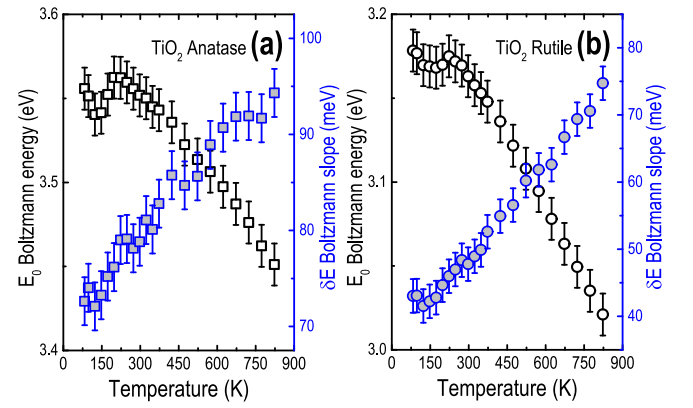 TiO₂ Anatase (a)
3.6
3.5
3.4
E₀ Boltzmann energy (eV)
100
90
80
70
δE Boltzmann slope (meV)
0 150 300 450 600 750 900
Temperature (K)
TiO₂ Rutile (b)
3.2
3.1
3.0
E₀ Boltzmann energy (eV)
80
70
60
50
40
δE Boltzmann slope (meV)
0 150 300 450 600 750 900
Temperature (K)